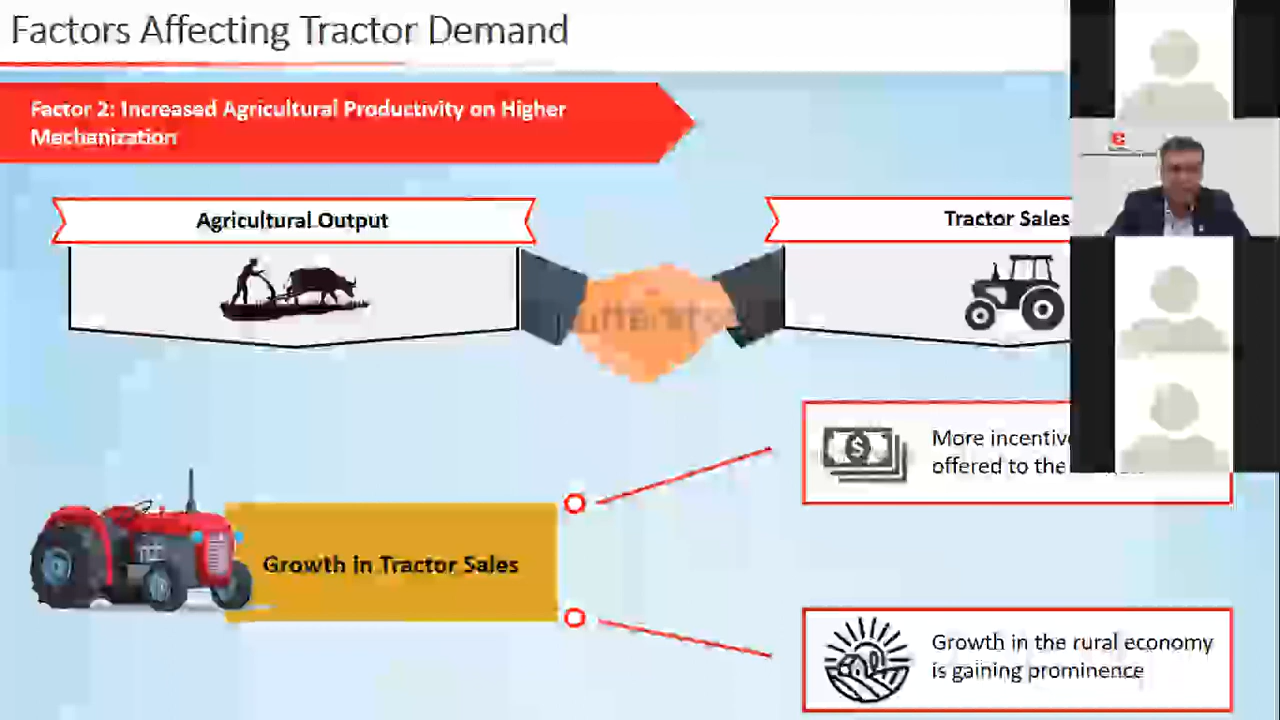 Factors Affecting Tractor Demand
Factor 2: Increased Agricultural Productivity on Higher
Mechanization
Agricultural Output
Tractor Sales
More
offered to the
Growth in Tractor Sales
Growth in the rural economy
is gaining prominence